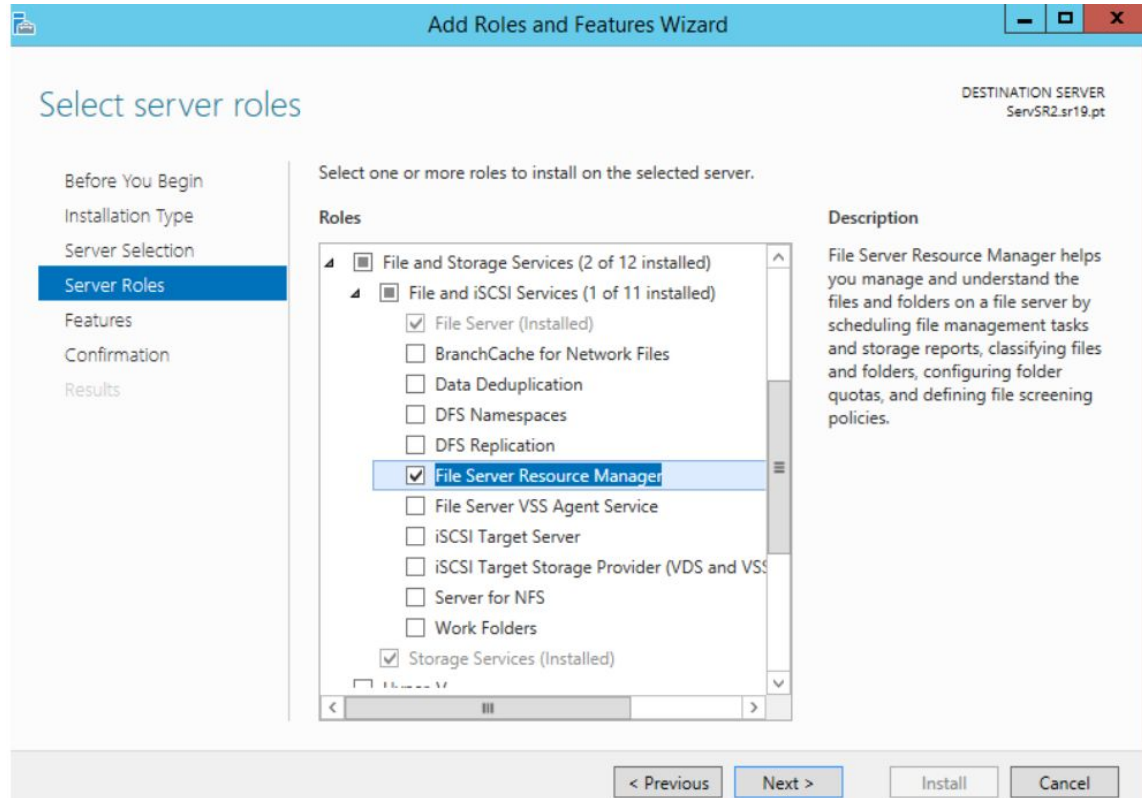 Add Roles and Features Wizard
Select server roles
DESTINATION SERVER
ServSR2.sr19.pt
Before You Begin
Installation Type
Server Selection
Server Roles
Features
Confirmation
Results
Select one or more roles to install on the selected server.
Roles
File and Storage Services (2 of 12 installed)
File and iSCSI Services (1 of 11 installed)
File Server (Installed)
BranchCache for Network Files
Data Deduplication
DFS Namespaces
DFS Replication
File Server Resource Manager
File Server VSS Agent Service
iSCSI Target Server
iSCSI Target Storage Provider (VDS and VSS
Server for NFS
Work Folders
Storage Services (Installed)
Description
File Server Resource Manager helps
you manage and understand the
files and folders on a file server by
scheduling file management tasks
and storage reports, classifying files
and folders, configuring folder
quotas, and defining file screening
policies.
< Previous
Next >
Install
Cancel